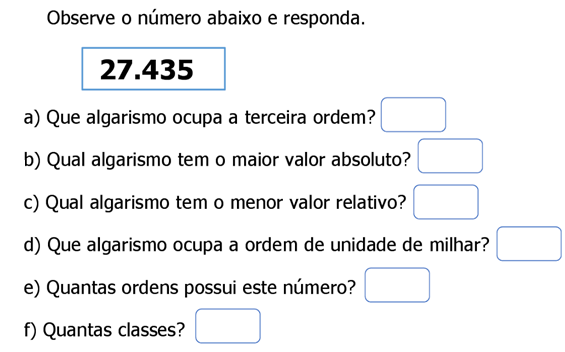 Observe o número abaixo e responda.
27.435
a) Que algarismo ocupa a terceira ordem?
b) Qual algarismo tem o maior valor absoluto?
c) Qual algarismo tem o menor valor relativo?
d) Que algarismo ocupa a ordem de unidade de milhar?
e) Quantas ordens possui este número?
f) Quantas classes?